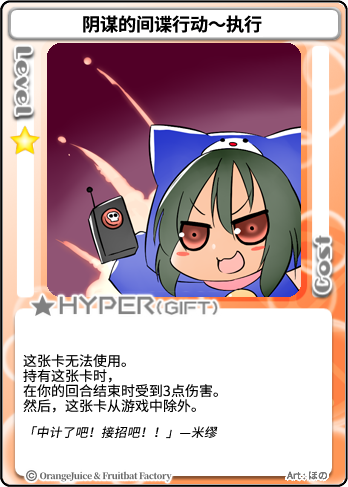 阴谋的间谍行动～执行
Level
Cost
★HYPER(GIFT)
这张卡无法使用。
持有这张卡时，
在你的回合结束时受到3点伤害。
然后，这张卡从游戏中除外。
「中计了吧！接招吧！！」—米缪
© OrangeJuice & Fruitbat Factory
Art : ほの